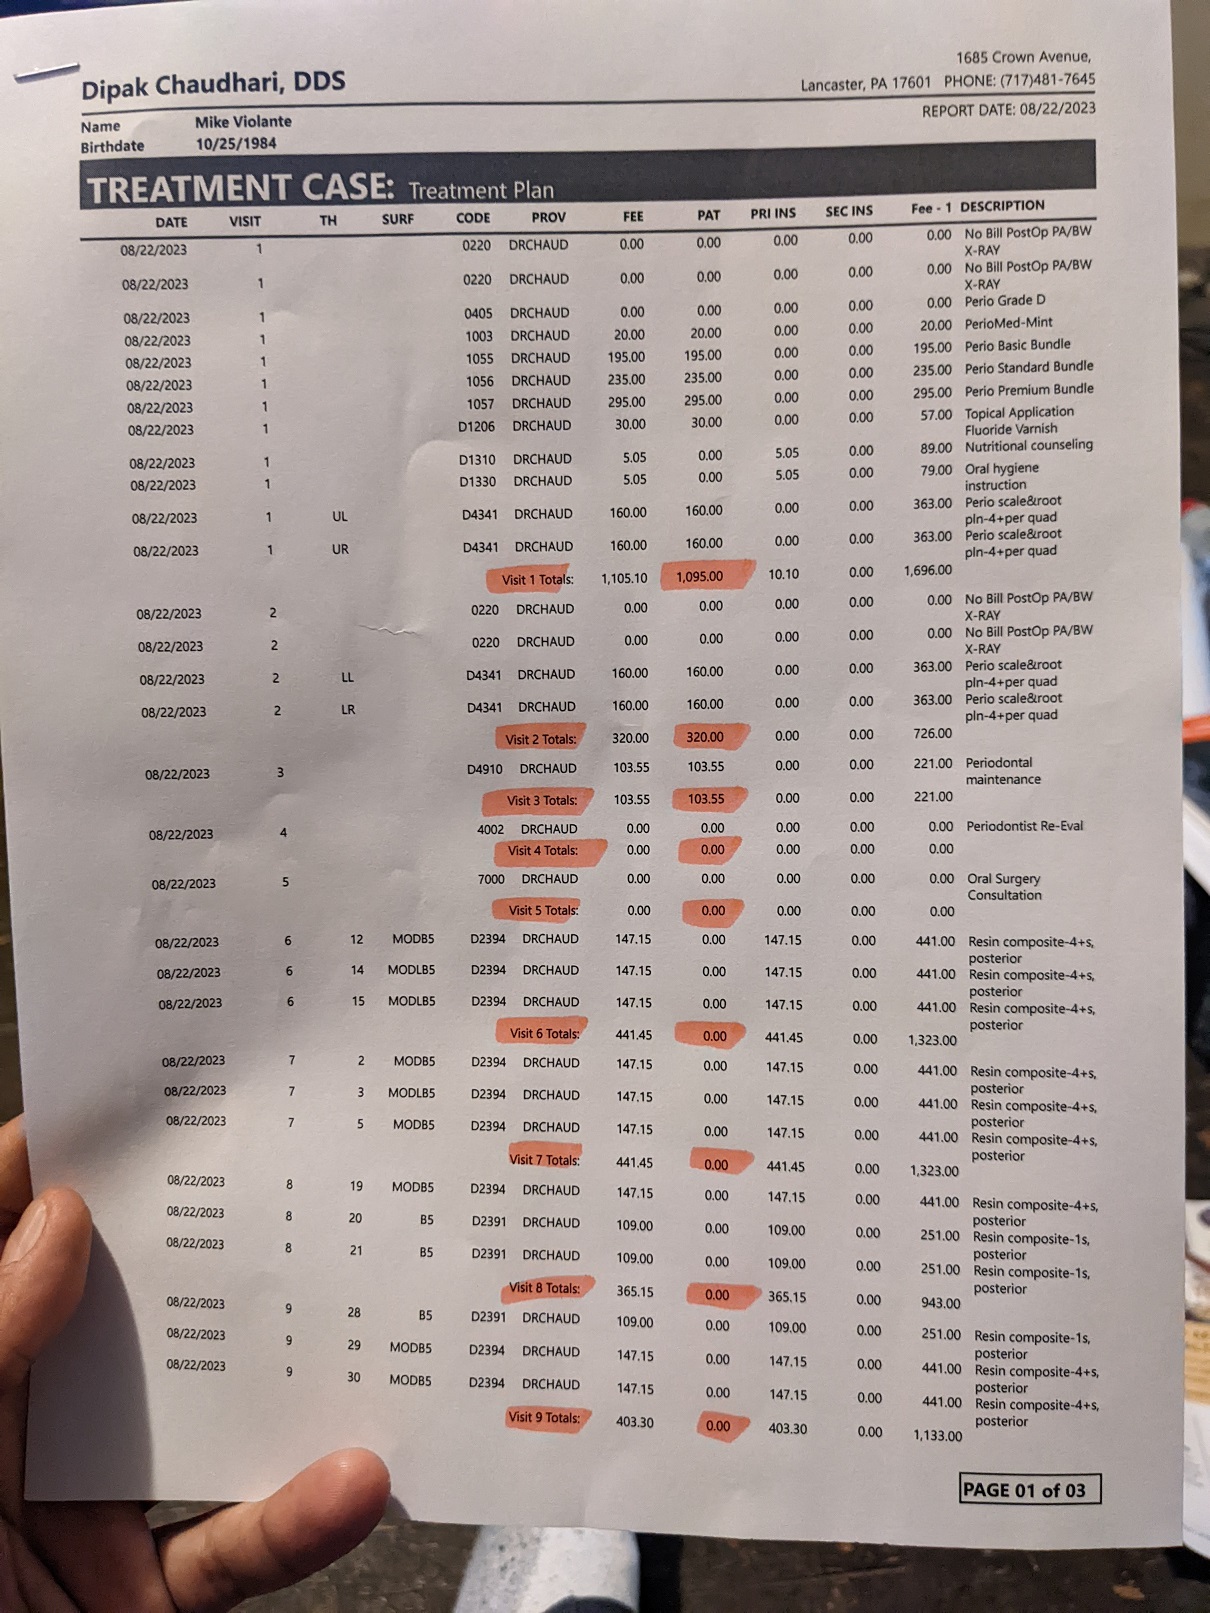 Dipak Chaudhari, DDS
1685 Crown Avenue,
Lancaster, PA 17601 PHONE: (717)481-7645
REPORT DATE: 08/22/2023
Name Mike Violante
Birthdate 10/25/1984
TREATMENT CASE: Treatment Plan
DATE VISIT TH SURF CODE PROV FEE PAT PRI INS SEC INS Fee - 1 DESCRIPTION
08/22/2023 1 0220 DRCHAUD 0.00 0.00 0.00 0.00 0.00 No Bill PostOp PA/BW
X-RAY
08/22/2023 1 0220 DRCHAUD 0.00 0.00 0.00 0.00 0.00 No Bill PostOp PA/BW
X-RAY
08/22/2023 1 0405 DRCHAUD 0.00 0.00 0.00 0.00 0.00 Perio Grade D
08/22/2023 1 1003 DRCHAUD 20.00 20.00 0.00 0.00 20.00 PerioMed-Mint
08/22/2023 1 1055 DRCHAUD 195.00 195.00 0.00 0.00 195.00 Perio Basic Bundle
08/22/2023 1 1056 DRCHAUD 235.00 235.00 0.00 0.00 235.00 Perio Standard Bundle
08/22/2023 1 1057 DRCHAUD 295.00 295.00 0.00 0.00 295.00 Perio Premium Bundle
08/22/2023 1 D1206 DRCHAUD 30.00 30.00 0.00 0.00 57.00 Topical Application
Fluoride Varnish
08/22/2023 1 D1310 DRCHAUD 5.05 0.00 5.05 0.00 89.00 Nutritional counseling
08/22/2023 1 D1330 DRCHAUD 5.05 0.00 5.05 0.00 79.00 Oral hygiene
instruction
08/22/2023 1 UL D4341 DRCHAUD 160.00 160.00 0.00 0.00 363.00 Perio scale&root
pln-4+per quad
08/22/2023 1 UR D4341 DRCHAUD 160.00 160.00 0.00 0.00 363.00 Perio scale&root
pln-4+per quad
Visit 1 Totals: 1,105.10 1,095.00 10.10 0.00 1,696.00
08/22/2023 2 0220 DRCHAUD 0.00 0.00 0.00 0.00 0.00 No Bill PostOp PA/BW
X-RAY
08/22/2023 2 0220 DRCHAUD 0.00 0.00 0.00 0.00 0.00 No Bill PostOp PA/BW
X-RAY
08/22/2023 2 LL D4341 DRCHAUD 160.00 160.00 0.00 0.00 363.00 Perio scale&root
pln-4+per quad
08/22/2023 2 LR D4341 DRCHAUD 160.00 160.00 0.00 0.00 363.00 Perio scale&root
pln-4+per quad
Visit 2 Totals: 320.00 320.00 0.00 0.00 726.00
08/22/2023 3 D4910 DRCHAUD 103.55 103.55 0.00 0.00 221.00 Periodontal
maintenance
Visit 3 Totals: 103.55 103.55 0.00 0.00 221.00
08/22/2023 4 4002 DRCHAUD 0.00 0.00 0.00 0.00 0.00 Periodontist Re-Eval
Visit 4 Totals: 0.00 0.00 0.00 0.00 0.00
08/22/2023 5 7000 DRCHAUD 0.00 0.00 0.00 0.00 0.00 Oral Surgery
Consultation
Visit 5 Totals: 0.00 0.00 0.00 0.00 0.00
08/22/2023 6 12 MODB5 D2394 DRCHAUD 147.15 0.00 147.15 0.00 441.00 Resin composite-4+s,
posterior
08/22/2023 6 14 MODLB5 D2394 DRCHAUD 147.15 0.00 147.15 0.00 441.00 Resin composite-4+s,
posterior
08/22/2023 6 15 MODLB5 D2394 DRCHAUD 147.15 0.00 147.15 0.00 441.00 Resin composite-4+s,
posterior
Visit 6 Totals: 441.45 0.00 441.45 0.00 1,323.00
08/22/2023 7 2 MODB5 D2394 DRCHAUD 147.15 0.00 147.15 0.00 441.00 Resin composite-4+s,
posterior
08/22/2023 7 3 MODLB5 D2394 DRCHAUD 147.15 0.00 147.15 0.00 441.00 Resin composite-4+s,
posterior
08/22/2023 7 5 MODB5 D2394 DRCHAUD 147.15 0.00 147.15 0.00 441.00 Resin composite-4+s,
posterior
Visit 7 Totals: 441.45 0.00 441.45 0.00 1,323.00
08/22/2023 8 19 MODB5 D2394 DRCHAUD 147.15 0.00 147.15 0.00 441.00 Resin composite-4+s,
posterior
08/22/2023 8 20 B5 D2391 DRCHAUD 109.00 0.00 109.00 0.00 251.00 Resin composite-1s,
posterior
08/22/2023 8 21 B5 D2391 DRCHAUD 109.00 0.00 109.00 0.00 251.00 Resin composite-1s,
posterior
Visit 8 Totals: 365.15 0.00 365.15 0.00 943.00
08/22/2023 9 28 B5 D2391 DRCHAUD 109.00 0.00 109.00 0.00 251.00 Resin composite-1s,
posterior
08/22/2023 9 29 MODB5 D2394 DRCHAUD 147.15 0.00 147.15 0.00 441.00 Resin composite-4+s,
posterior
08/22/2023 9 30 MODB5 D2394 DRCHAUD 147.15 0.00 147.15 0.00 441.00 Resin composite-4+s,
posterior
Visit 9 Totals: 403.30 0.00 403.30 0.00 1,133.00
PAGE 01 of 03